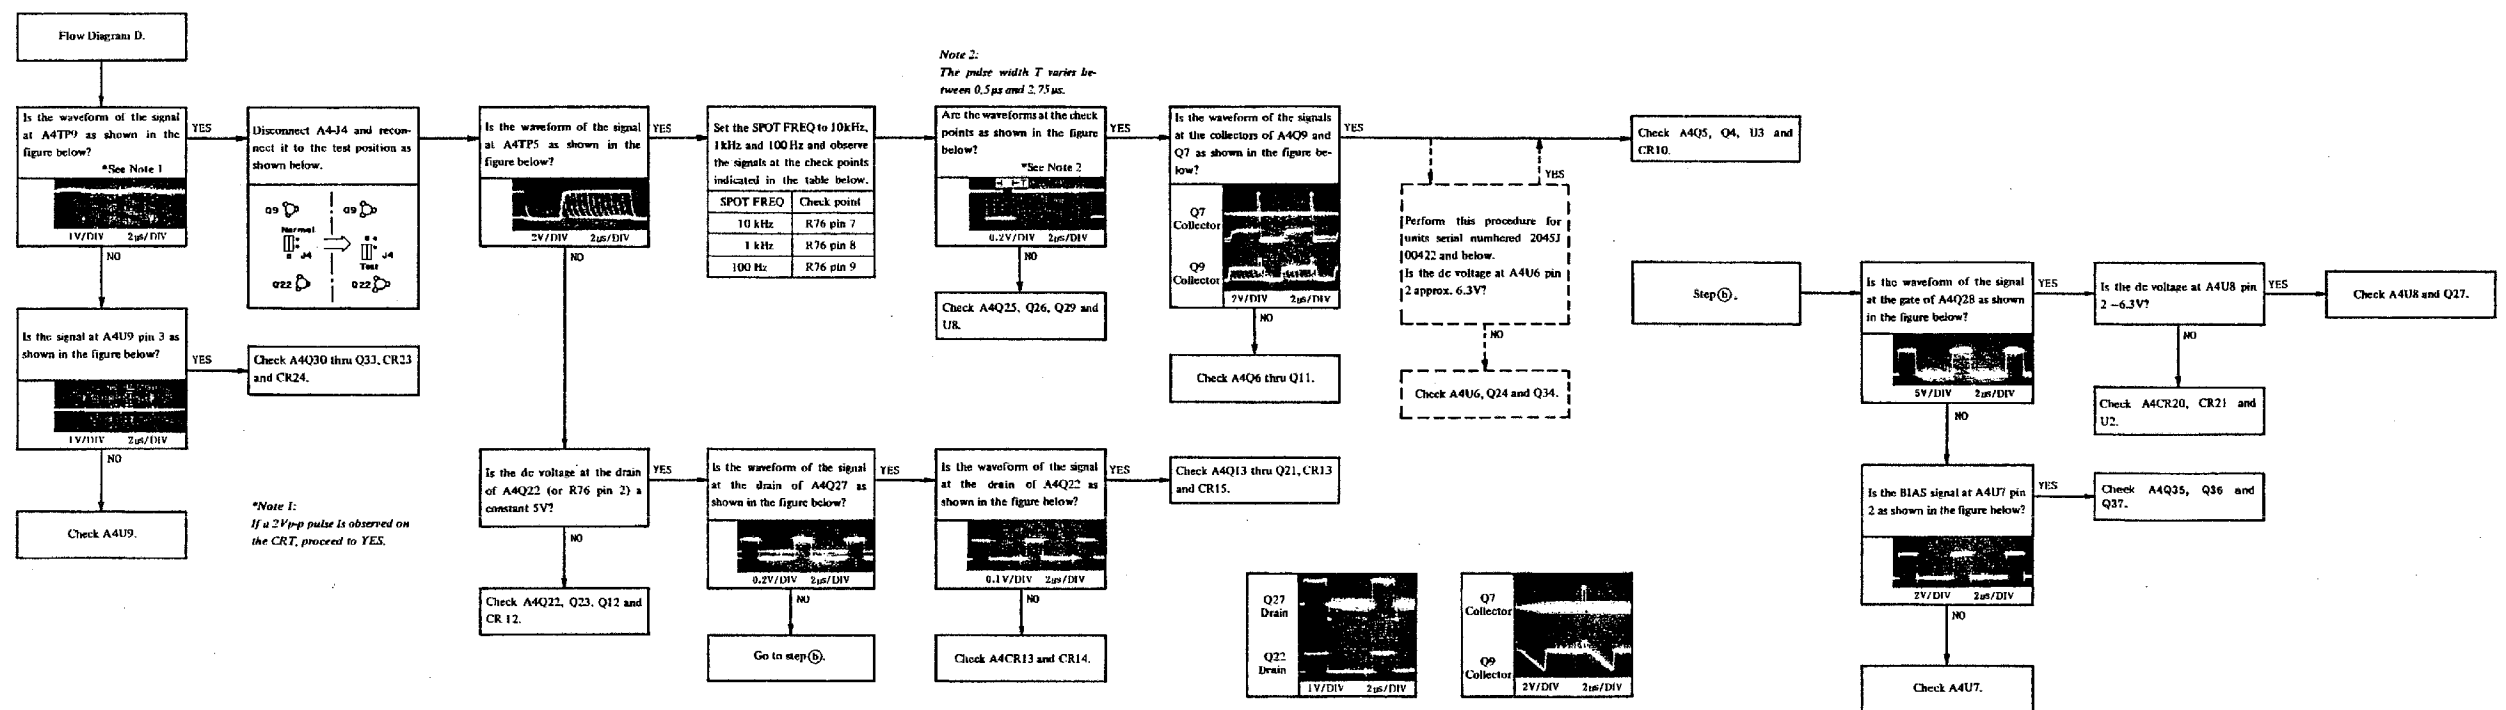 Flow Diagram D.
Is the waveform of the signal
at A4TP9 as shown in the
figure below?
*See Note 1
1V/DIV 2µs/DIV
YES
NO
Is the signal at A4U9 pin 3 as
shown in the figure below?
1V/DIV 2µs/DIV
YES
NO
Check A4U9.
Check A4Q30 thru Q33, CR23
and CR24.
Disconnect A4-J4 and recon-
nect it to the test position as
shown below.
Q9 Q9
Normal
J4 J4
Test
Q22 Q22
*Note 1:
If a 2Vp-p pulse is observed on
the CRT, proceed to YES.
Is the waveform of the signal
at A4TP5 as shown in the
figure below?
2V/DIV 2µs/DIV
YES
NO
Is the dc voltage at the drain
of A4Q22 (or R76 pin 2) a
constant 5V?
YES
NO
Check A4Q22, Q23, Q12 and
CR 12.
Set the SPOT FREQ to 10kHz,
1kHz and 100 Hz and observe
the signals at the check points
indicated in the table below.
SPOT FREQ Check point
10 kHz R76 pin 7
1 kHz R76 pin 8
100 Hz R76 pin 9
Is the waveform of the signal
at the drain of A4Q27 as
shown in the figure below?
0.2V/DIV 2µs/DIV
YES
NO
Go to step ⓑ.
Note 2:
The pulse width T varies be-
tween 0.5µs and 2.75µs.
Are the waveforms at the check
points as shown in the figure
below?
*See Note 2
T
0.2V/DIV 2µs/DIV
YES
NO
Check A4Q25, Q26, Q29 and
U8.
Is the waveform of the signal
at the drain of A4Q22 as
shown in the figure below?
0.1V/DIV 2µs/DIV
YES
NO
Check A4CR13 and CR14.
Is the waveform of the signals
at the collectors of A4Q9 and
Q7 as shown in the figure be-
low?
Q7
Collector
Q9
Collector
2V/DIV 2µs/DIV
YES
NO
Check A4Q6 thru Q11.
Check A4Q13 thru Q21, CR13
and CR15.
Perform this procedure for
units serial numbered 2045J
00422 and below.
Is the dc voltage at A4U6 pin
2 approx. 6.3V?
YES
NO
Check A4U6, Q24 and Q34.
Check A4Q5, Q4, U3 and
CR10.
Q27
Drain
Q22
Drain
1V/DIV 2µs/DIV
Q7
Collector
Q9
Collector
2V/DIV 2µs/DIV
Step ⓑ.
Is the waveform of the signal
at the gate of A4Q28 as shown
in the figure below?
5V/DIV 2µs/DIV
YES
NO
Is the dc voltage at A4U8 pin
2 −6.3V?
YES
NO
Check A4U8 and Q27.
Check A4CR20, CR21 and
U2.
Is the BIAS signal at A4U7 pin
2 as shown in the figure below?
2V/DIV 2µs/DIV
YES
NO
Check A4Q35, Q36 and
Q37.
Check A4U7.